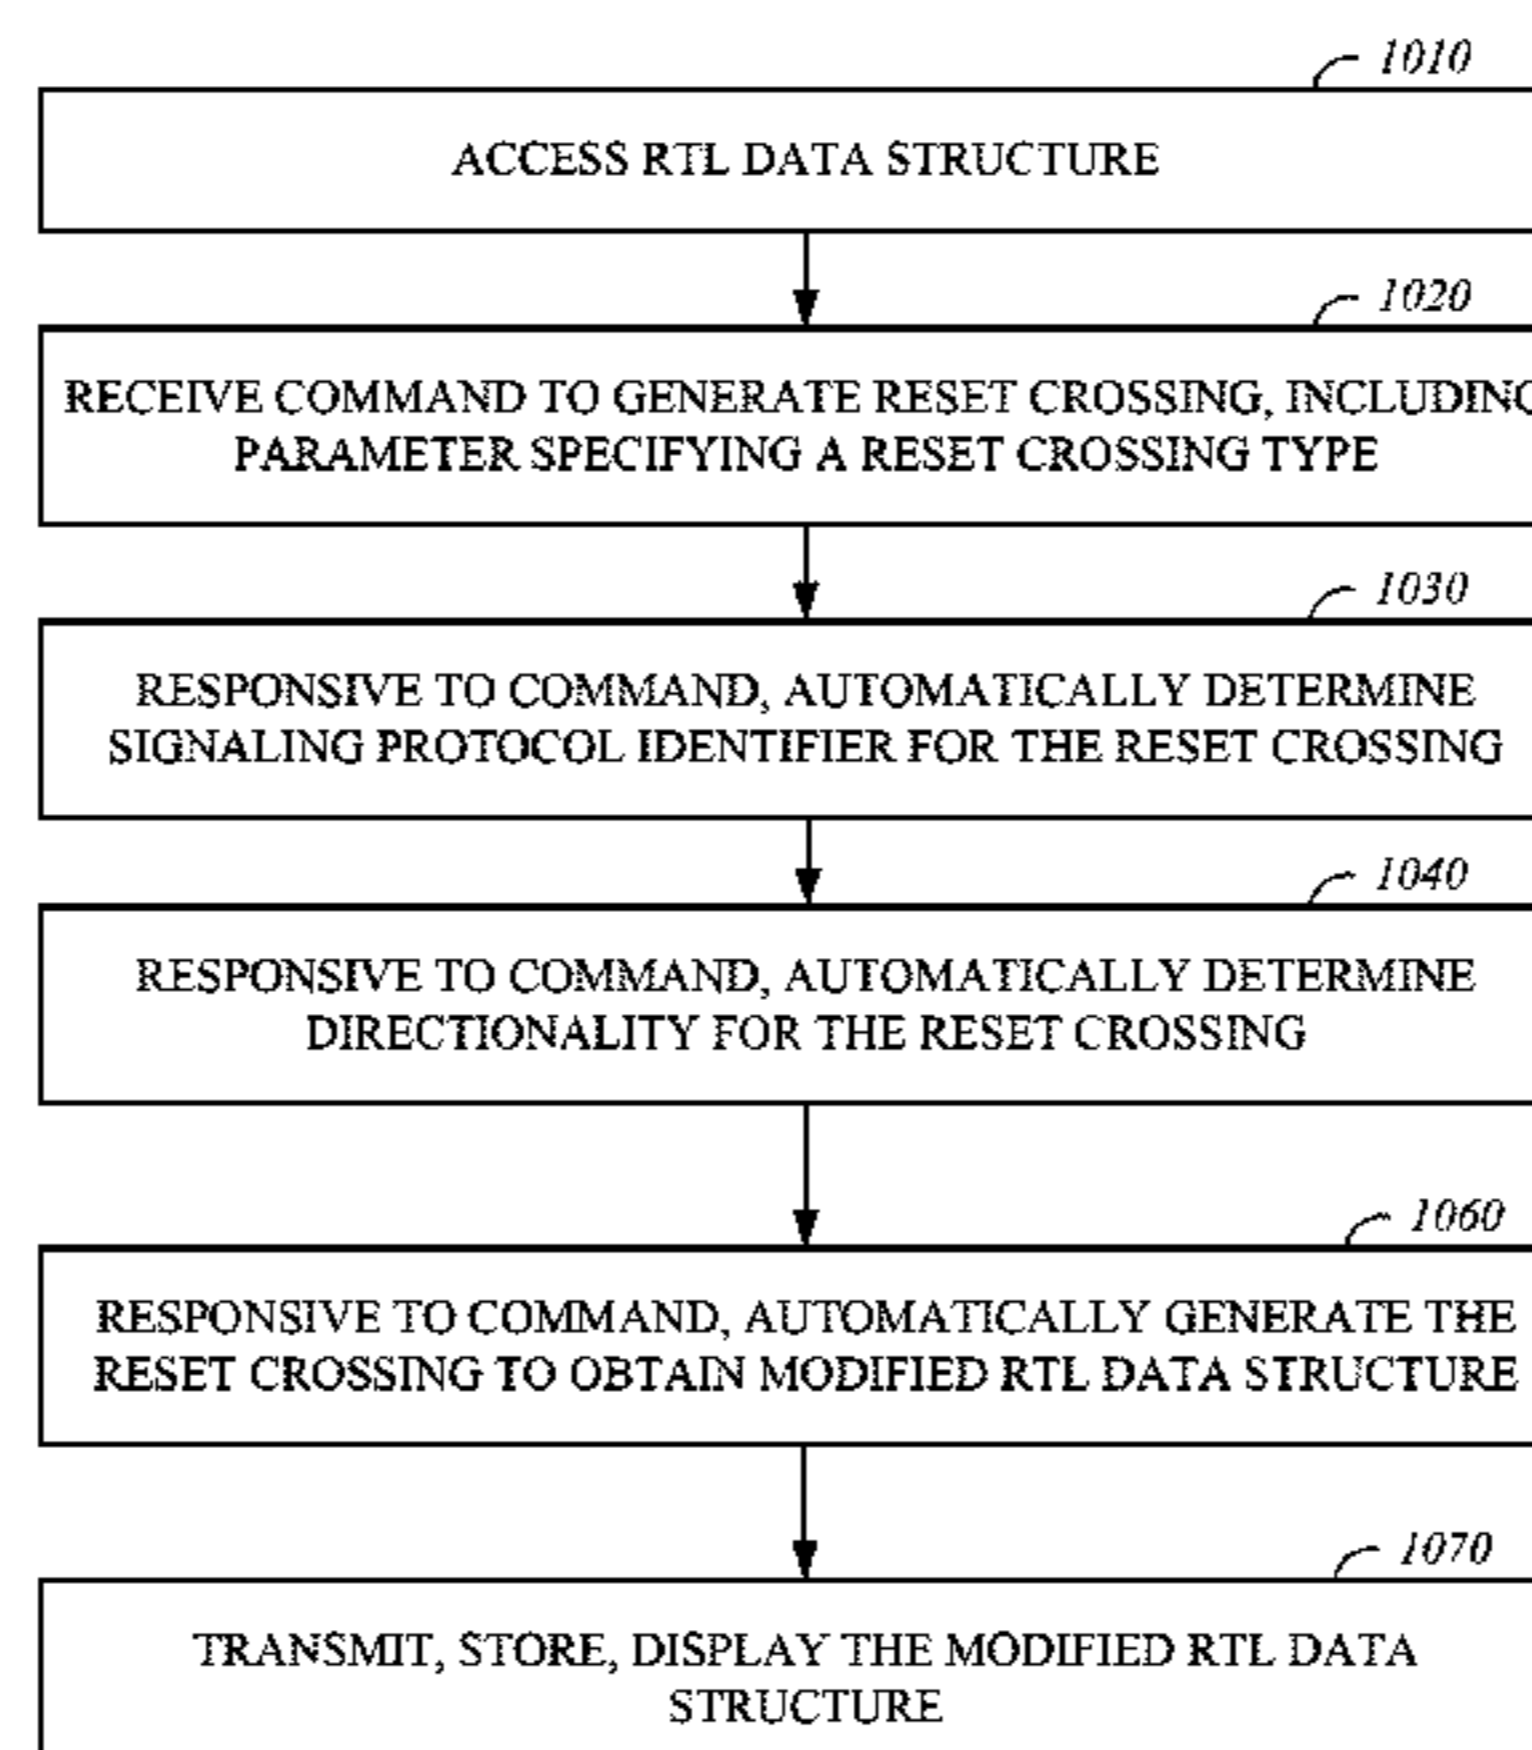 1010
ACCESS RTL DATA STRUCTURE
1020
RECEIVE COMMAND TO GENERATE RESET CROSSING, INCLUDING
PARAMETER SPECIFYING A RESET CROSSING TYPE
1030
RESPONSIVE TO COMMAND, AUTOMATICALLY DETERMINE
SIGNALING PROTOCOL IDENTIFIER FOR THE RESET CROSSING
1040
RESPONSIVE TO COMMAND, AUTOMATICALLY DETERMINE
DIRECTIONALITY FOR THE RESET CROSSING
1060
RESPONSIVE TO COMMAND, AUTOMATICALLY GENERATE THE
RESET CROSSING TO OBTAIN MODIFIED RTL DATA STRUCTURE
1070
TRANSMIT, STORE, DISPLAY THE MODIFIED RTL DATA
STRUCTURE